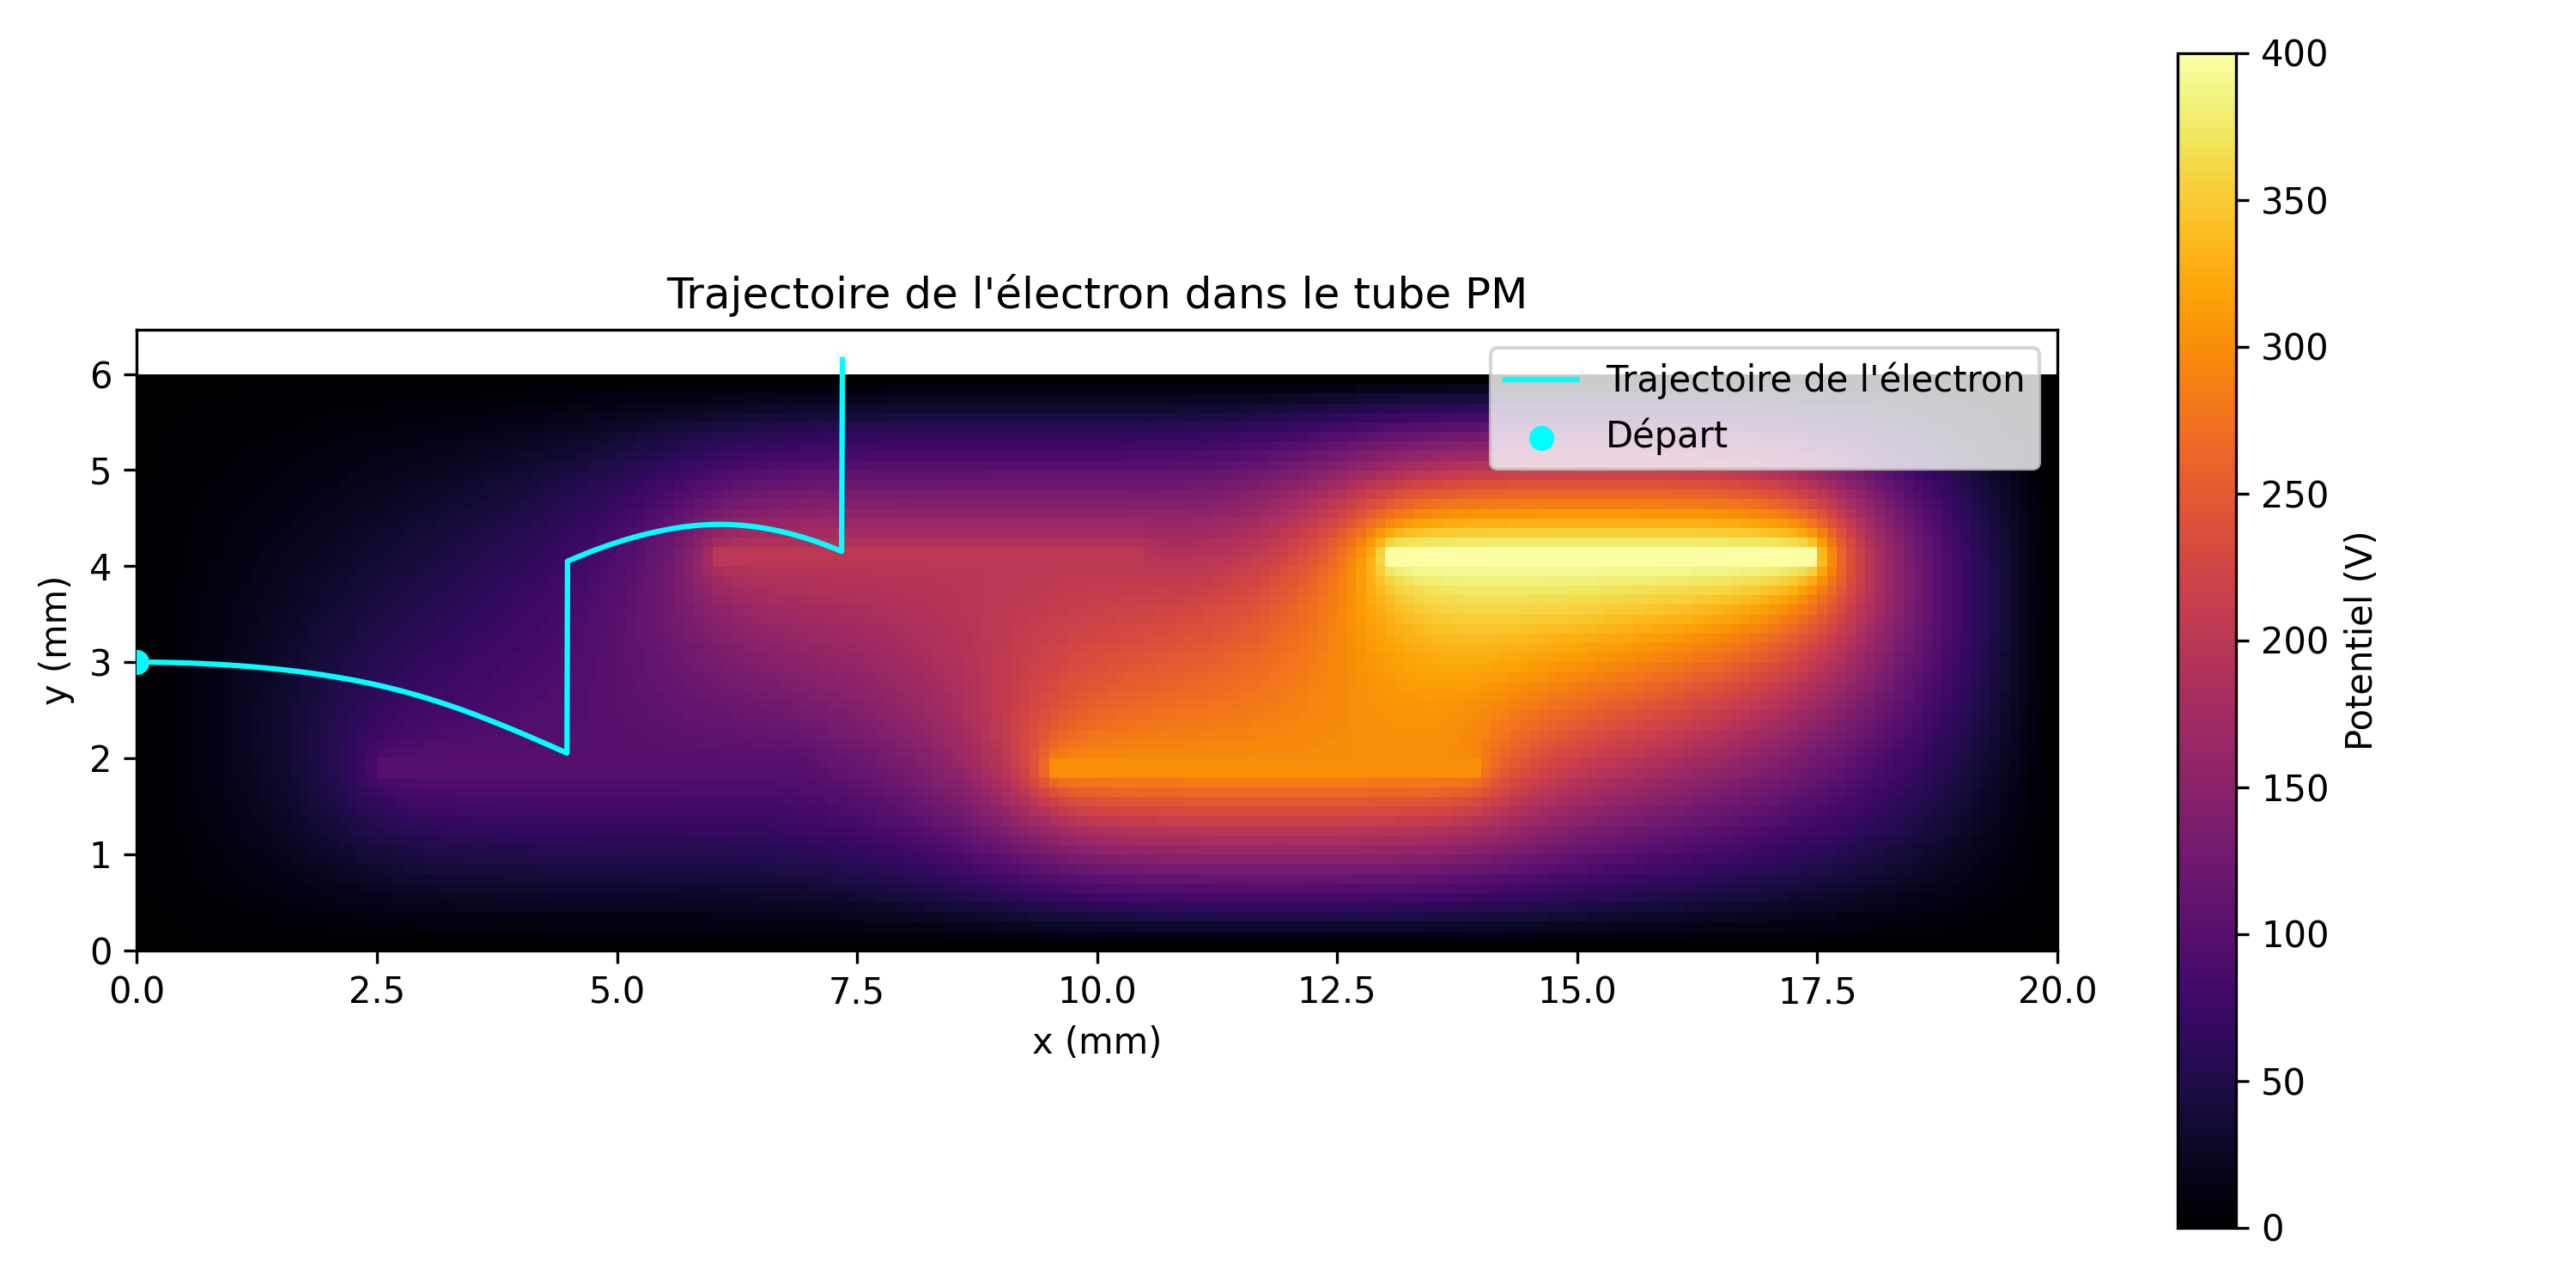 Trajectoire de l'électron dans le tube PM
Trajectoire de l'électron
Départ
y (mm)
6
5
4
3
2
1
0
0.0 2.5 5.0 7.5 10.0 12.5 15.0 17.5 20.0
x (mm)
400
350
300
250
200
150
100
50
0
Potentiel (V)